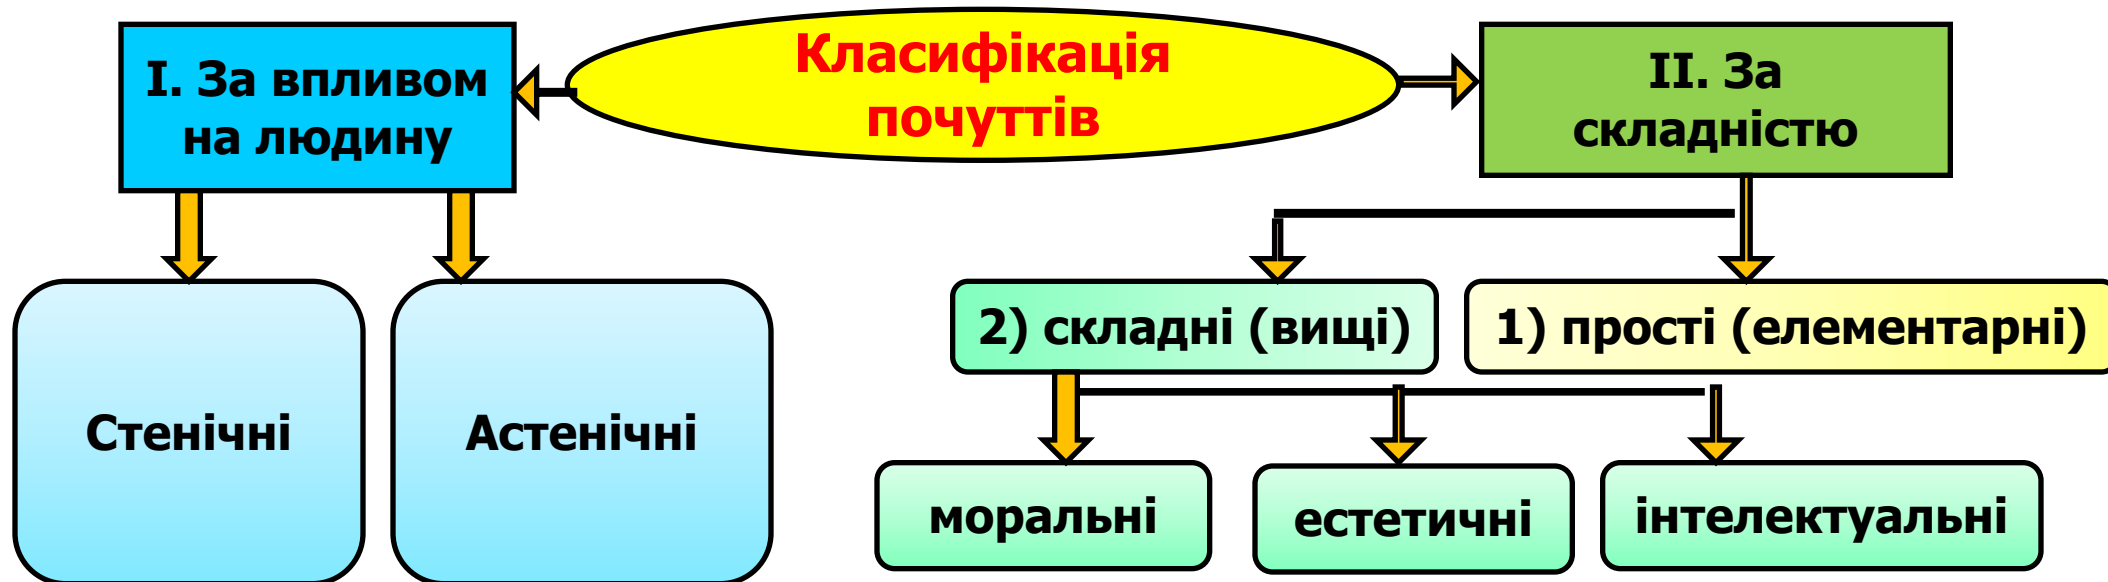 Класифікація
почуттів
I. За впливом
на людину
II. За
складністю
Стенічні
Астенічні
2) складні (вищі)
1) прості (елементарні)
моральні
естетичні
інтелектуальні